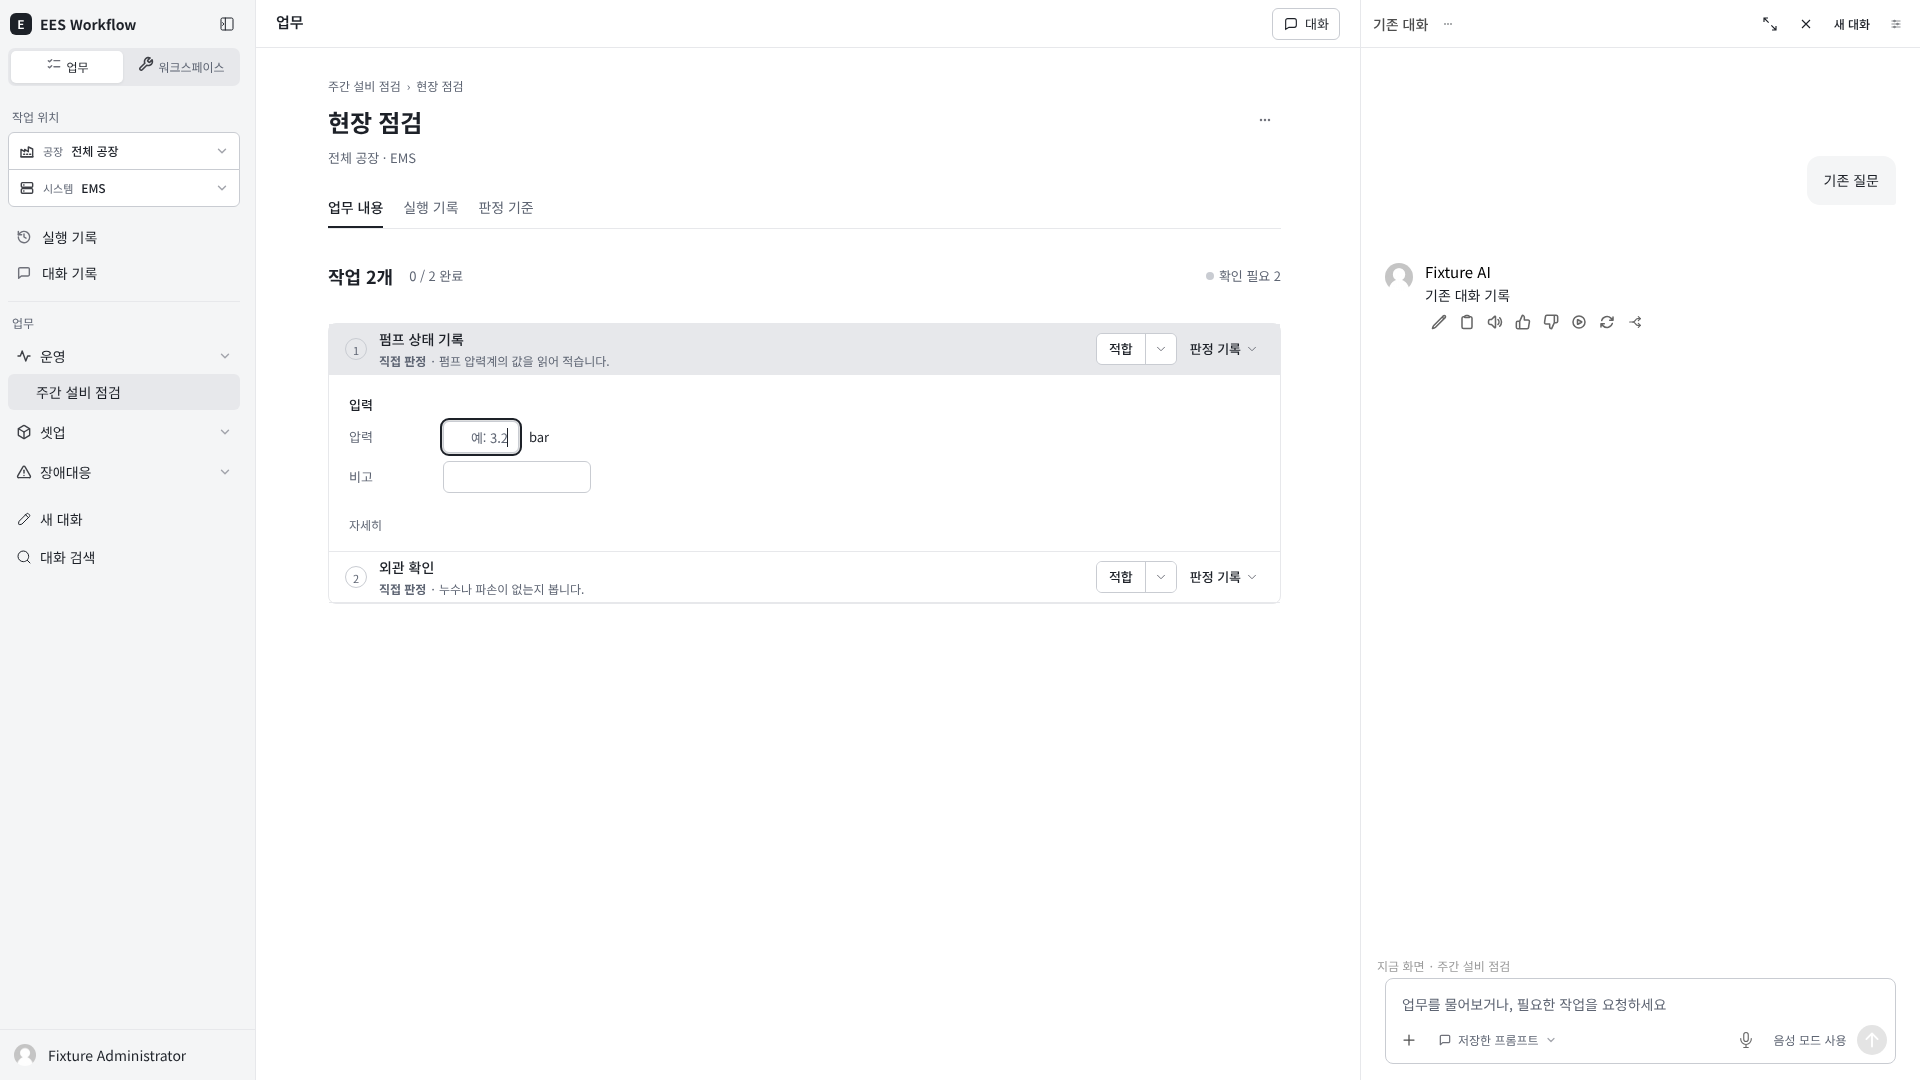 E EES Workflow
업무
워크스페이스
작업 위치
공장 전체 공장
시스템 EMS
실행 기록
대화 기록
업무
운영
주간 설비 점검
셋업
장애대응
새 대화
대화 검색
Fixture Administrator
업무
대화
주간 설비 점검 › 현장 점검
현장 점검
전체 공장 · EMS
업무 내용
실행 기록
판정 기준
작업 2개 0 / 2 완료
확인 필요 2
1
펌프 상태 기록
직접 판정 · 펌프 압력계의 값을 읽어 적습니다.
적합
판정 기록
입력
압력 예: 3.2 bar
비고
자세히
2
외관 확인
직접 판정 · 누수나 파손이 없는지 봅니다.
적합
판정 기록
기존 대화
새 대화
기존 질문
Fixture AI
기존 대화 기록
지금 화면 · 주간 설비 점검
업무를 물어보거나, 필요한 작업을 요청하세요
저장한 프롬프트
음성 모드 사용